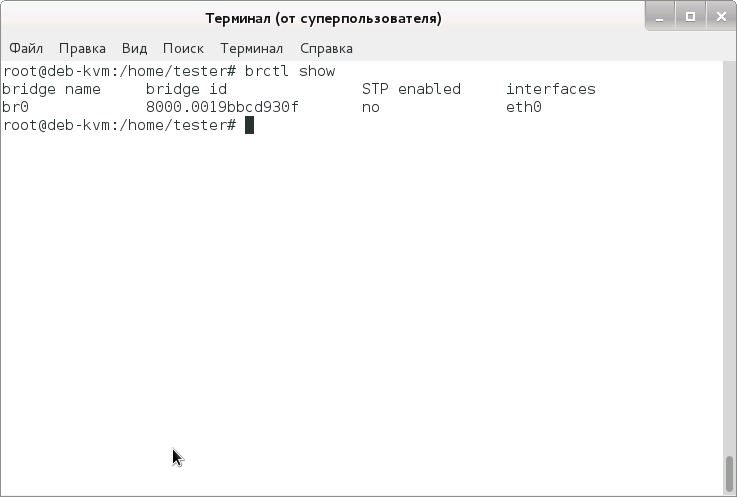 Терминал (от суперпользователя)
Файл Правка Вид Поиск Терминал Справка
root@deb-kvm:/home/tester# brctl show
bridge name bridge id STP enabled interfaces
br0 8000.0019bbcd930f no eth0
root@deb-kvm:/home/tester#